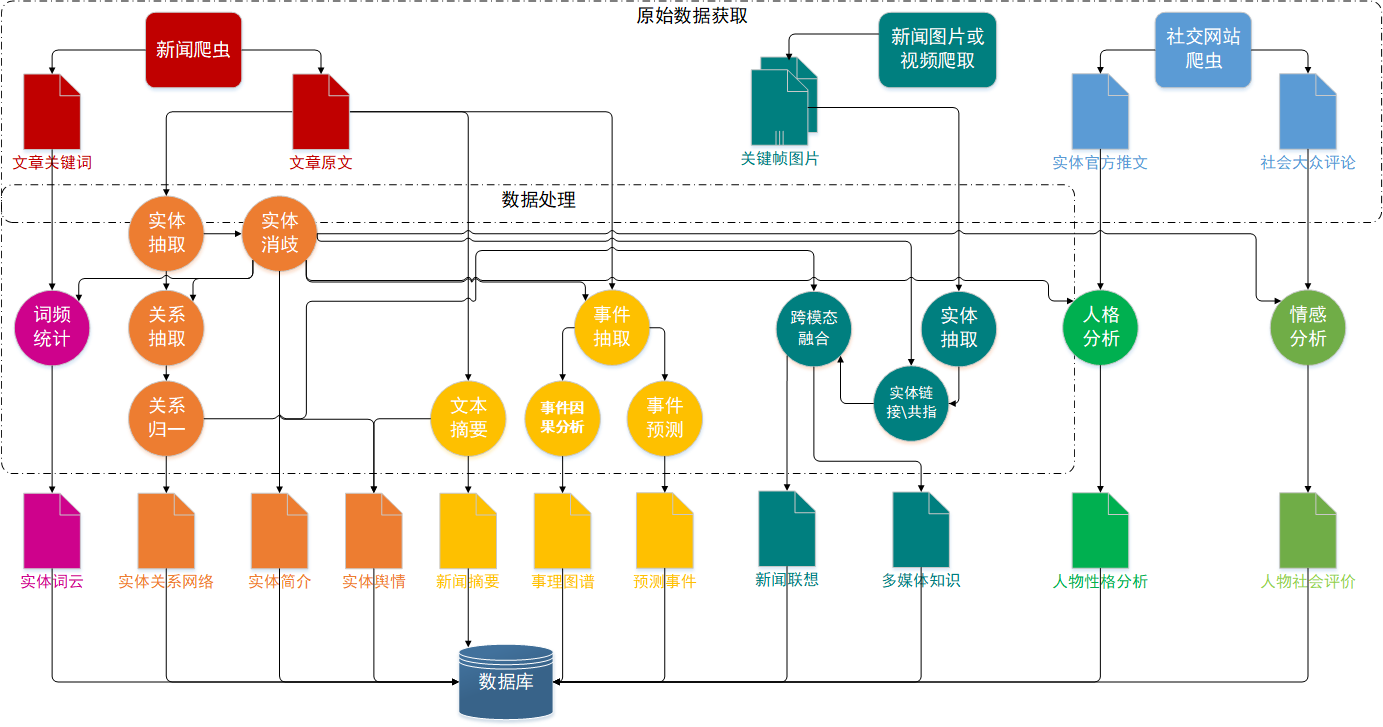 原始数据获取
新闻爬虫
新闻图片或
视频爬取
社交网站
爬虫
文章关键词
文章原文
关键帧图片
实体官方推文
社会大众评论
数据处理
实体
抽取
实体
消歧
词频
统计
关系
抽取
事件
抽取
跨模态
融合
实体
抽取
人格
分析
情感
分析
关系
归一
文本
摘要
事件因
果分析
事件
预测
实体链
接\共指
实体词云
实体关系网络
实体简介
实体舆情
新闻摘要
事理图谱
预测事件
新闻联想
多媒体知识
人物性格分析
人物社会评价
数据库